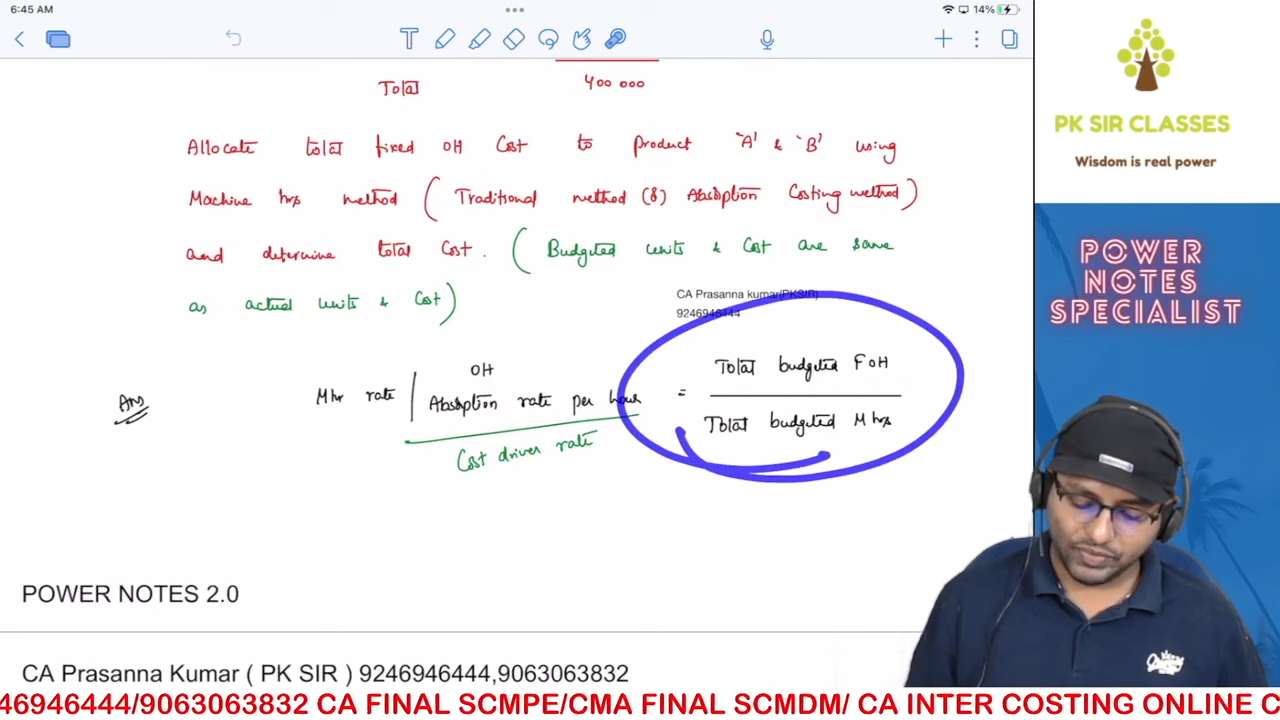 6:45 AM
14%
Total 400 000
Allocate total fixed OH Cost to product 'A' & 'B' using
Machine hrs method ( Traditional method (or) Absorption Costing method )
and determine total Cost. ( Budgeted units & Cost are same
as actual units & Cost )
CA Prasanna kumar(PKSIR)
9246946444
Ans
Mhr rate | OH Absorption rate per hour = Total budgeted FOH
Total budgeted Mhrs
Cost driver rate
POWER NOTES 2.0
CA Prasanna Kumar ( PK SIR ) 9246946444,9063063832
PK SIR CLASSES
Wisdom is real power
POWER
NOTES
SPECIALIST
46946444/9063063832 CA FINAL SCMPE/CMA FINAL SCMDM/ CA INTER COSTING ONLINE C